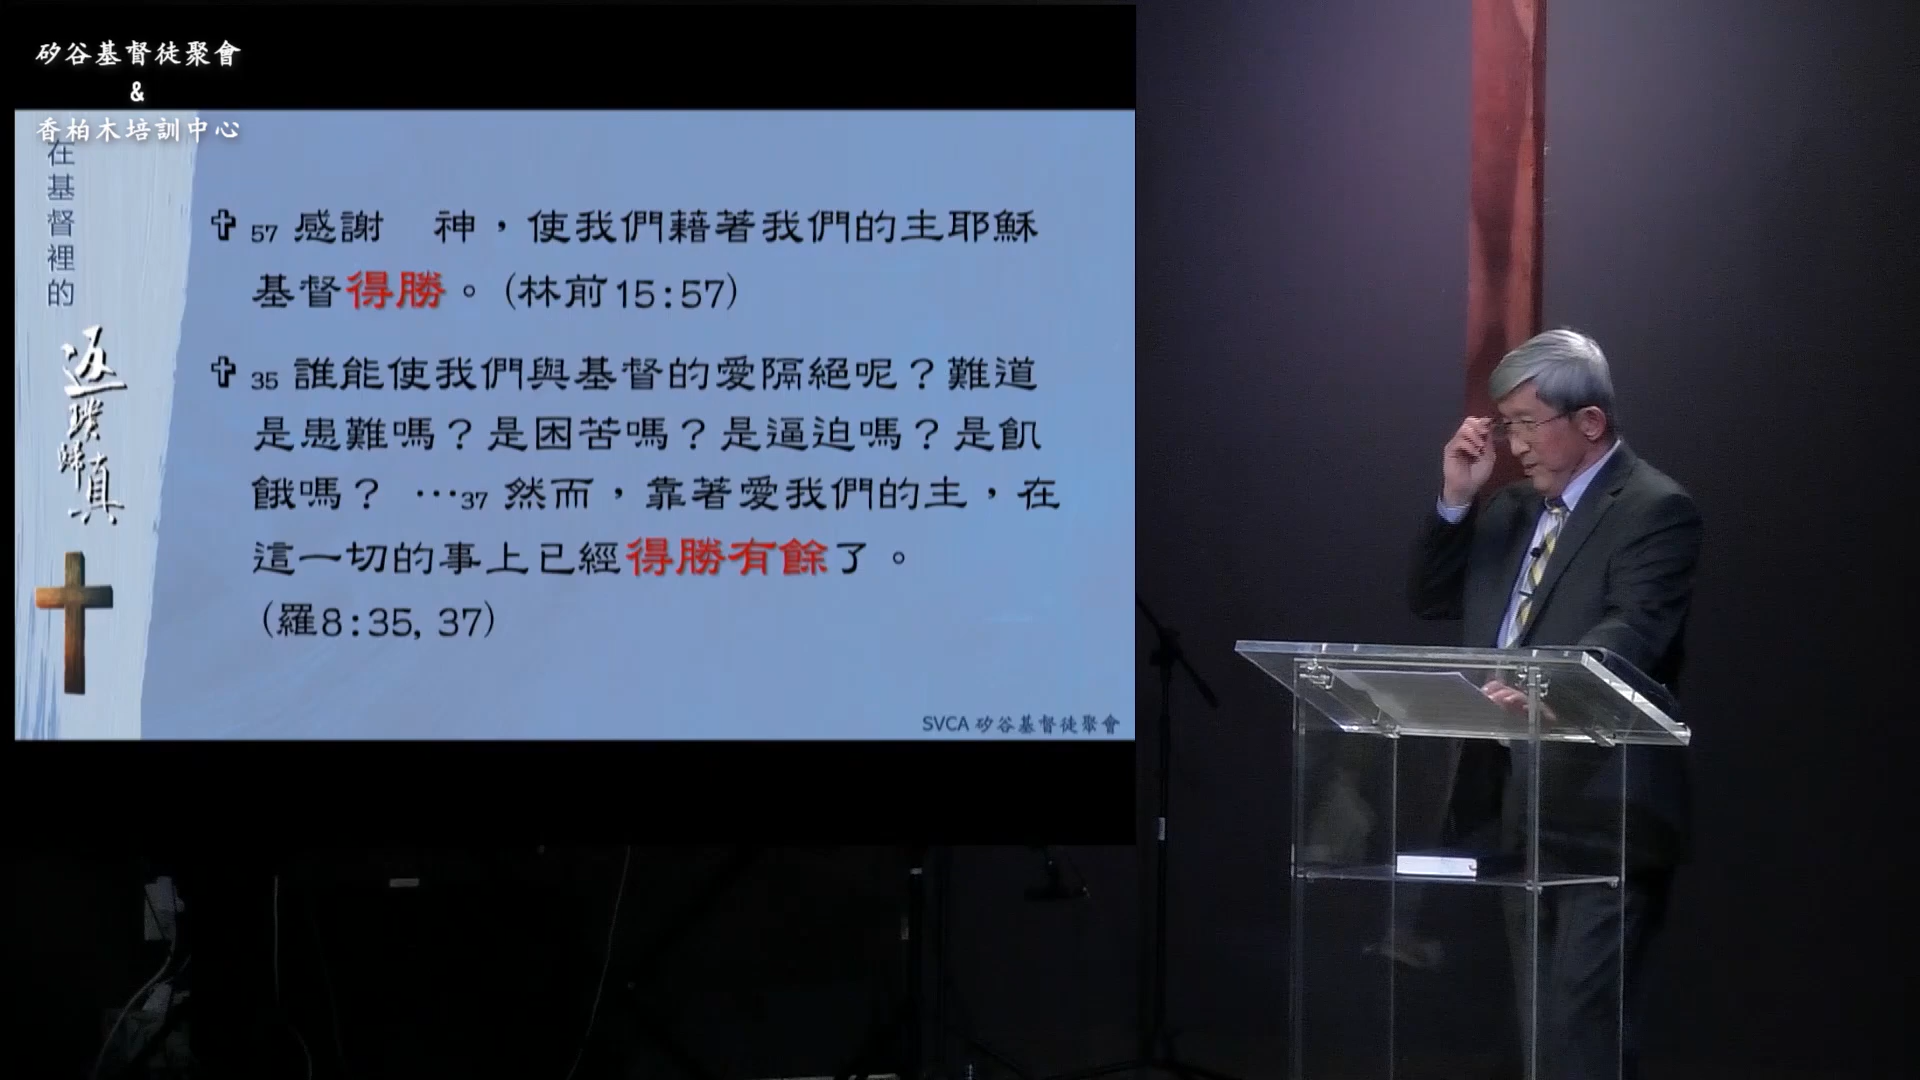 矽谷基督徒聚會
&
香柏木培訓中心
在基督裡的
返璞歸真
✞ 57 感謝　神，使我們藉著我們的主耶穌
基督得勝。(林前15:57)
✞ 35 誰能使我們與基督的愛隔絕呢？難道
是患難嗎？是困苦嗎？是逼迫嗎？是飢
餓嗎？ …37 然而，靠著愛我們的主，在
這一切的事上已經得勝有餘了。
(羅8:35, 37)
SVCA 矽谷基督徒聚會